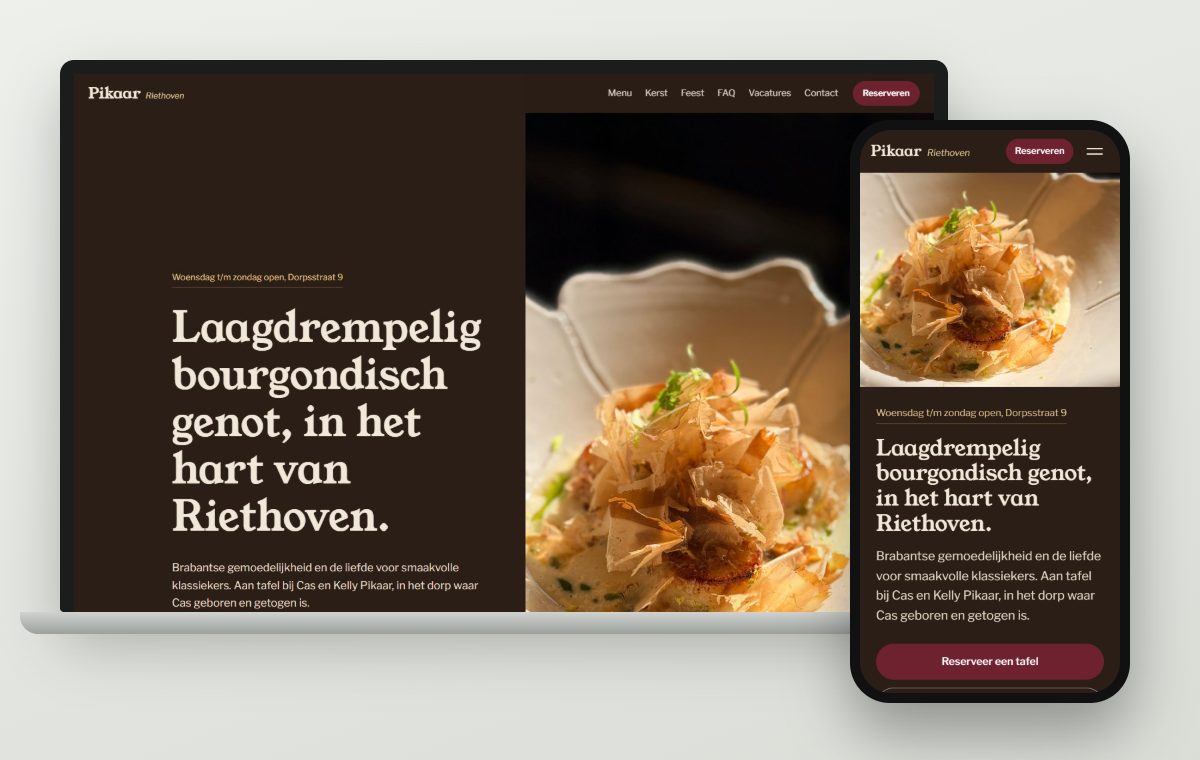 Pikaar Riethoven
Menu Kerst Feest FAQ Vacatures Contact Reserveren
Woensdag t/m zondag open, Dorpsstraat 9
Laagdrempelig
bourgondisch
genot, in het
hart van
Riethoven.
Brabantse gemoedelijkheid en de liefde voor smaakvolle
klassiekers. Aan tafel bij Cas en Kelly Pikaar, in het dorp waar
Cas geboren en getogen is.
Pikaar Riethoven
Reserveren
Woensdag t/m zondag open, Dorpsstraat 9
Laagdrempelig
bourgondisch genot,
in het hart van
Riethoven.
Brabantse gemoedelijkheid en de liefde
voor smaakvolle klassiekers. Aan tafel
bij Cas en Kelly Pikaar, in het dorp waar
Cas geboren en getogen is.
Reserveer een tafel